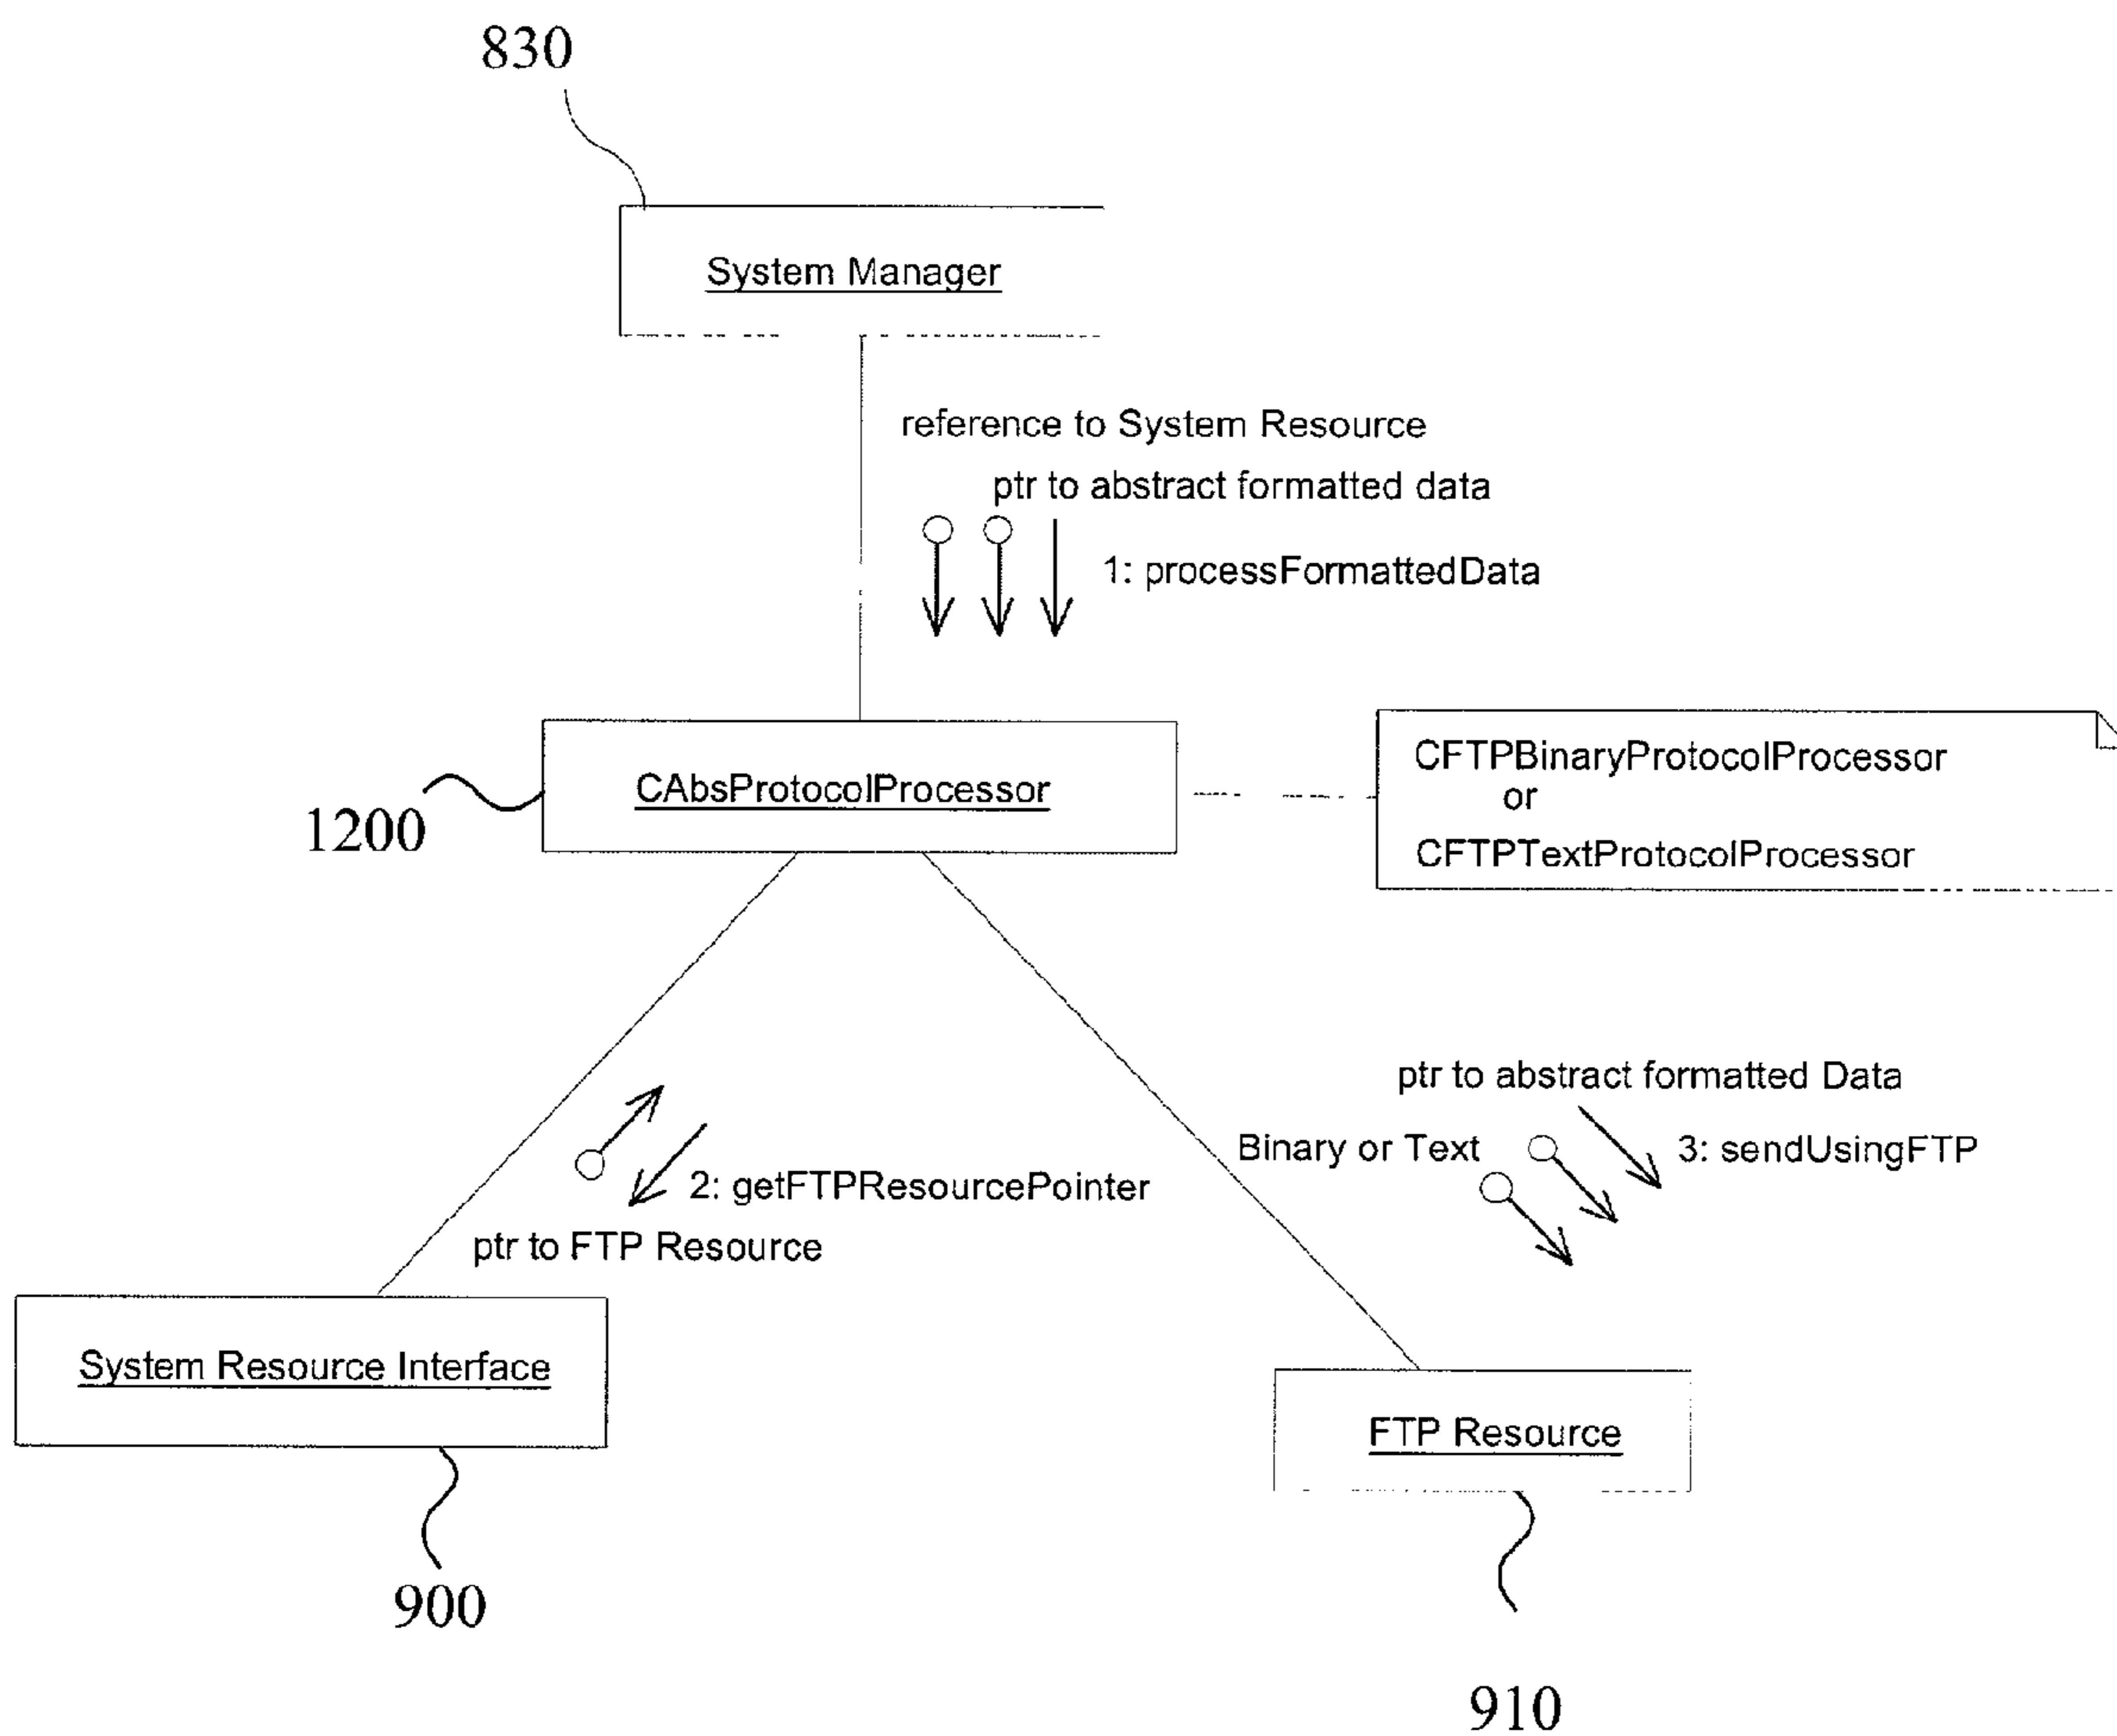 830
System Manager
reference to System Resource
ptr to abstract formatted data
1: processFormattedData
CAbsProtocolProcessor
1200
CFTPBinaryProtocolProcessor
or
CFTPTextProtocolProcessor
ptr to abstract formatted Data
Binary or Text
3: sendUsingFTP
2: getFTPResourcePointer
ptr to FTP Resource
System Resource Interface
FTP Resource
900
910